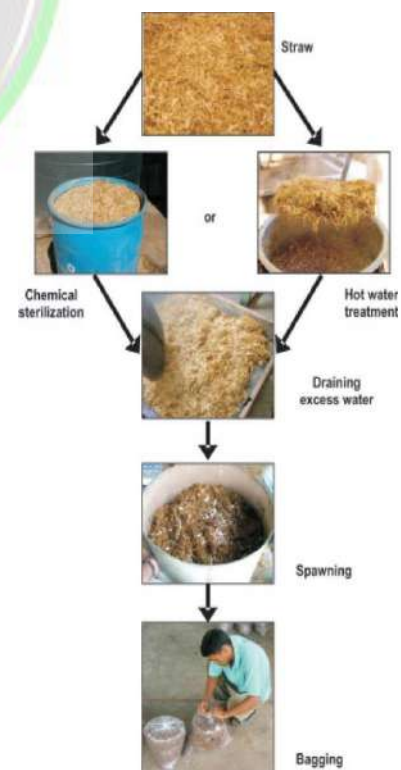 Straw
or
Chemical
sterilization
Hot water
treatment
Draining
excess water
Spawning
Bagging